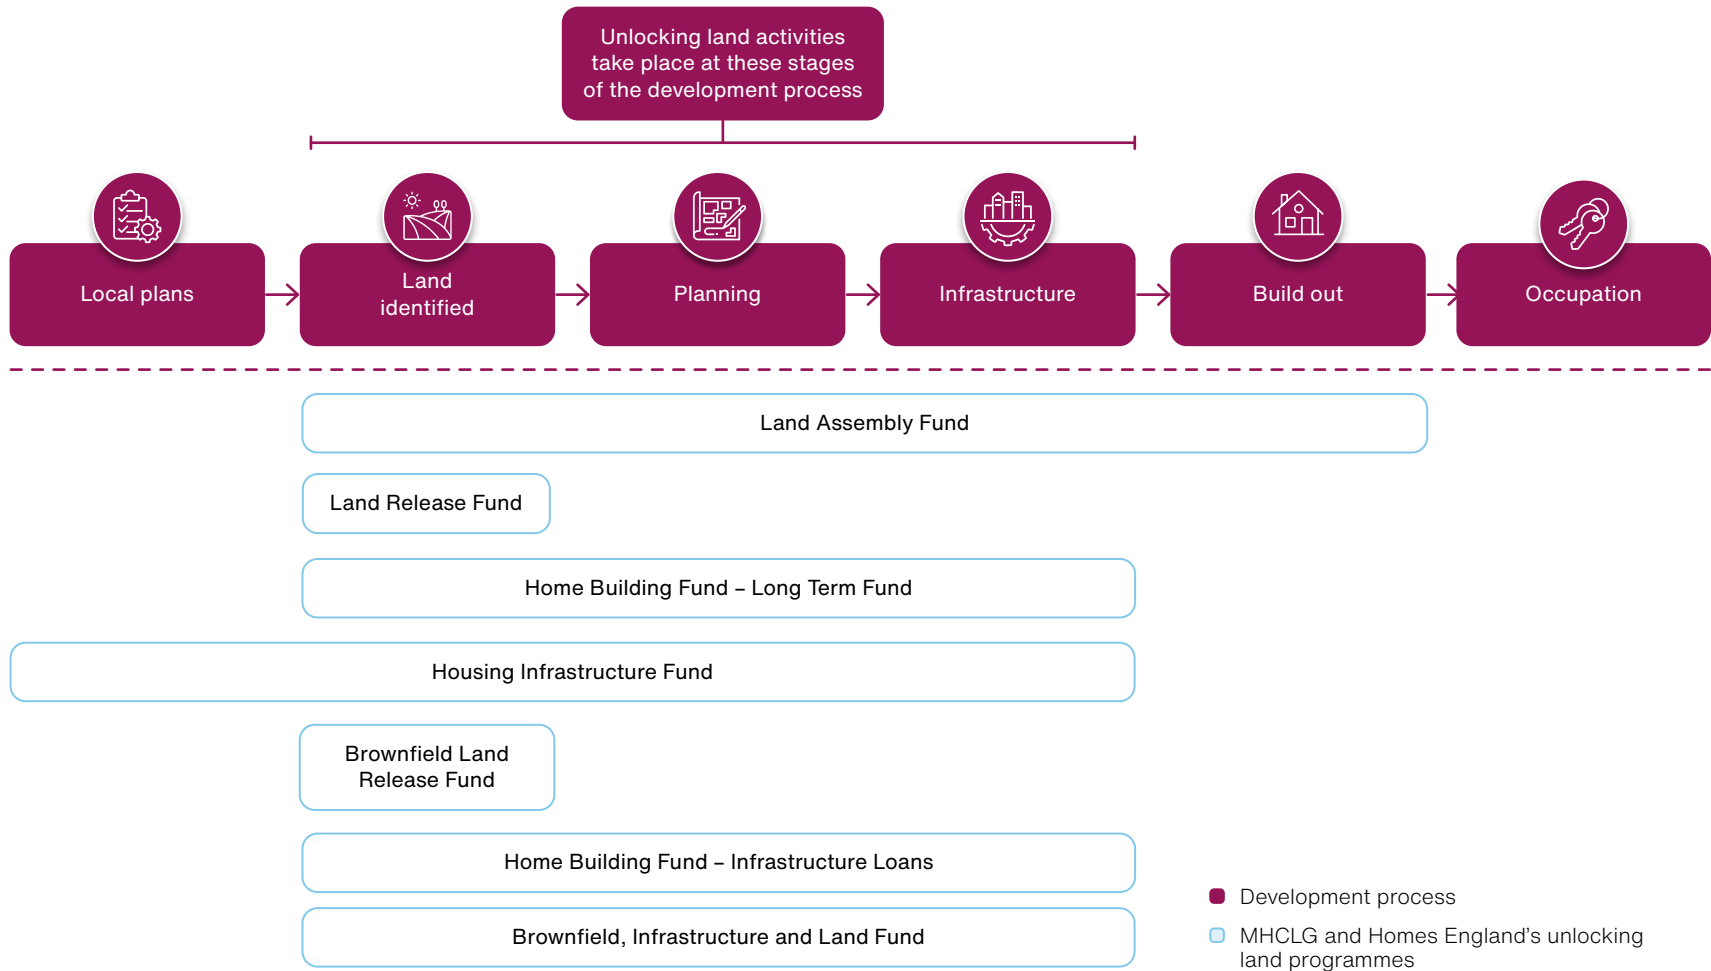 Unlocking land activities
take place at these stages
of the development process
Local plans
Land
identified
Planning
Infrastructure
Build out
Occupation
Land Assembly Fund
Land Release Fund
Home Building Fund – Long Term Fund
Housing Infrastructure Fund
Brownfield Land
Release Fund
Home Building Fund – Infrastructure Loans
Brownfield, Infrastructure and Land Fund
Development process
MHCLG and Homes England’s unlocking
land programmes